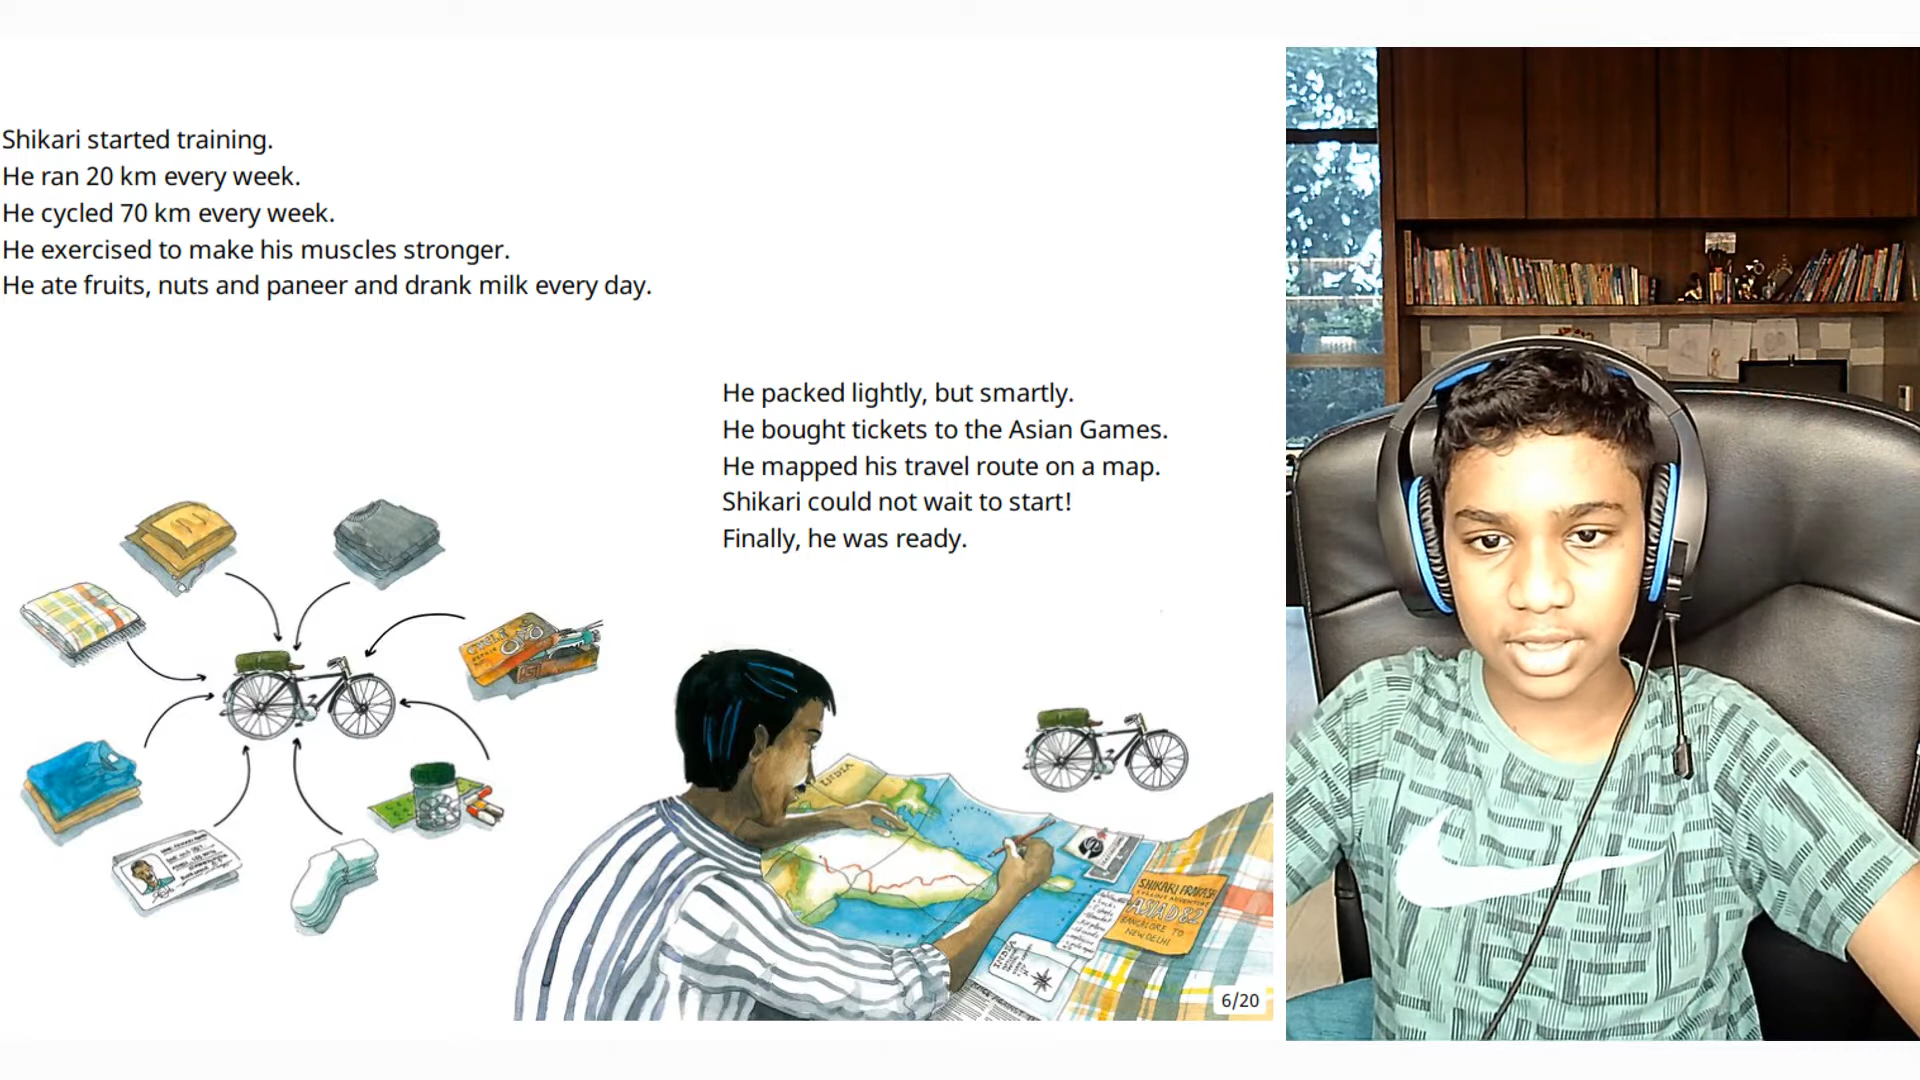 Shikari started training.
He ran 20 km every week.
He cycled 70 km every week.
He exercised to make his muscles stronger.
He ate fruits, nuts and paneer and drank milk every day.
He packed lightly, but smartly.
He bought tickets to the Asian Games.
He mapped his travel route on a map.
Shikari could not wait to start!
Finally, he was ready.
CYCLE
INDIA
SHIKARI PRAKASH
ASIAD 82
BANGALORE TO
NEW DELHI
INDIA
6/20